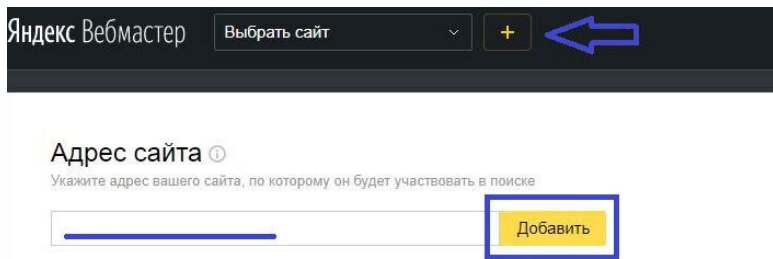 Яндекс Вебмастер Выбрать сайт +
Адрес сайта
Укажите адрес вашего сайта, по которому он будет участвовать в поиске
Добавить